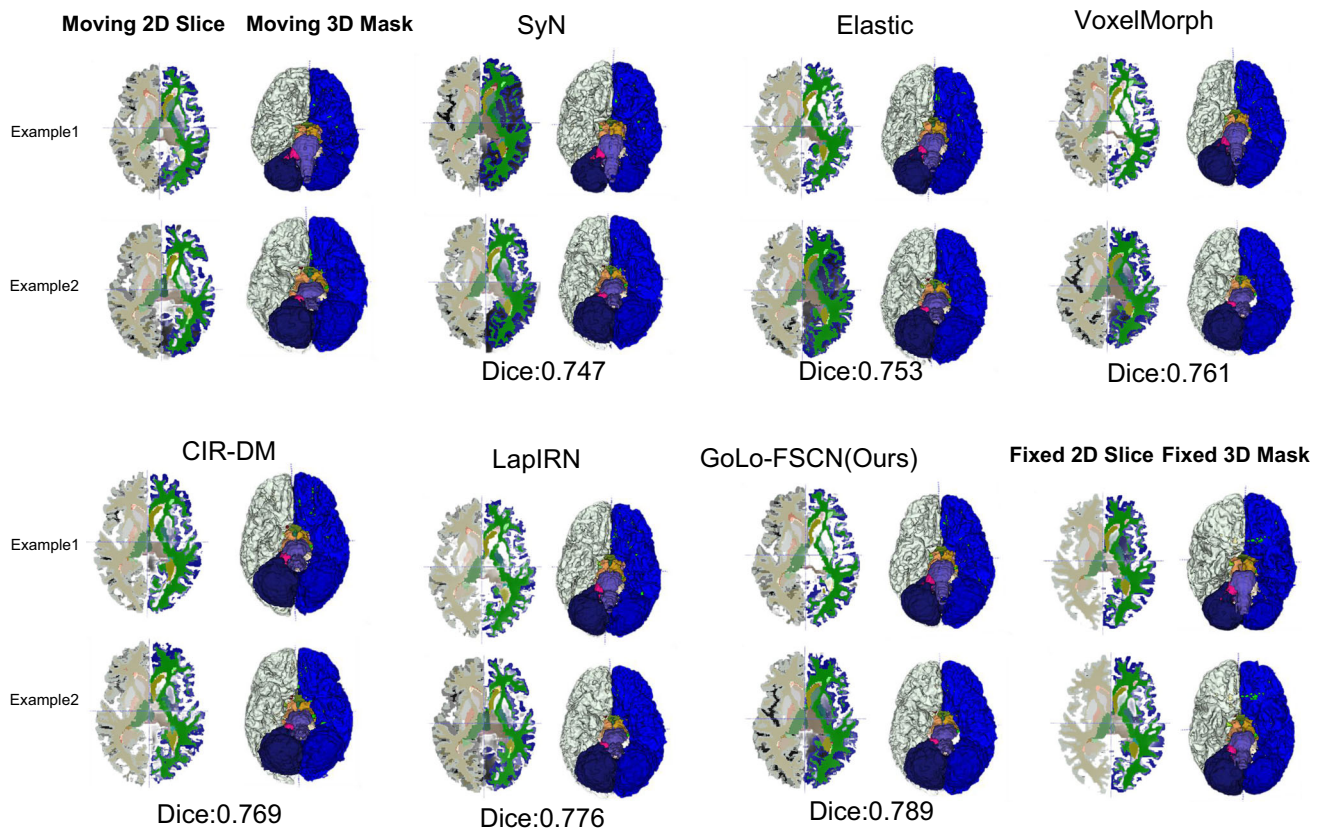 Moving 2D Slice Moving 3D Mask SyN Elastic VoxelMorph
Example1
Example2
Dice:0.747 Dice:0.753 Dice:0.761
CIR-DM LapIRN GoLo-FSCN(Ours) Fixed 2D Slice Fixed 3D Mask
Example1
Example2
Dice:0.769 Dice:0.776 Dice:0.789